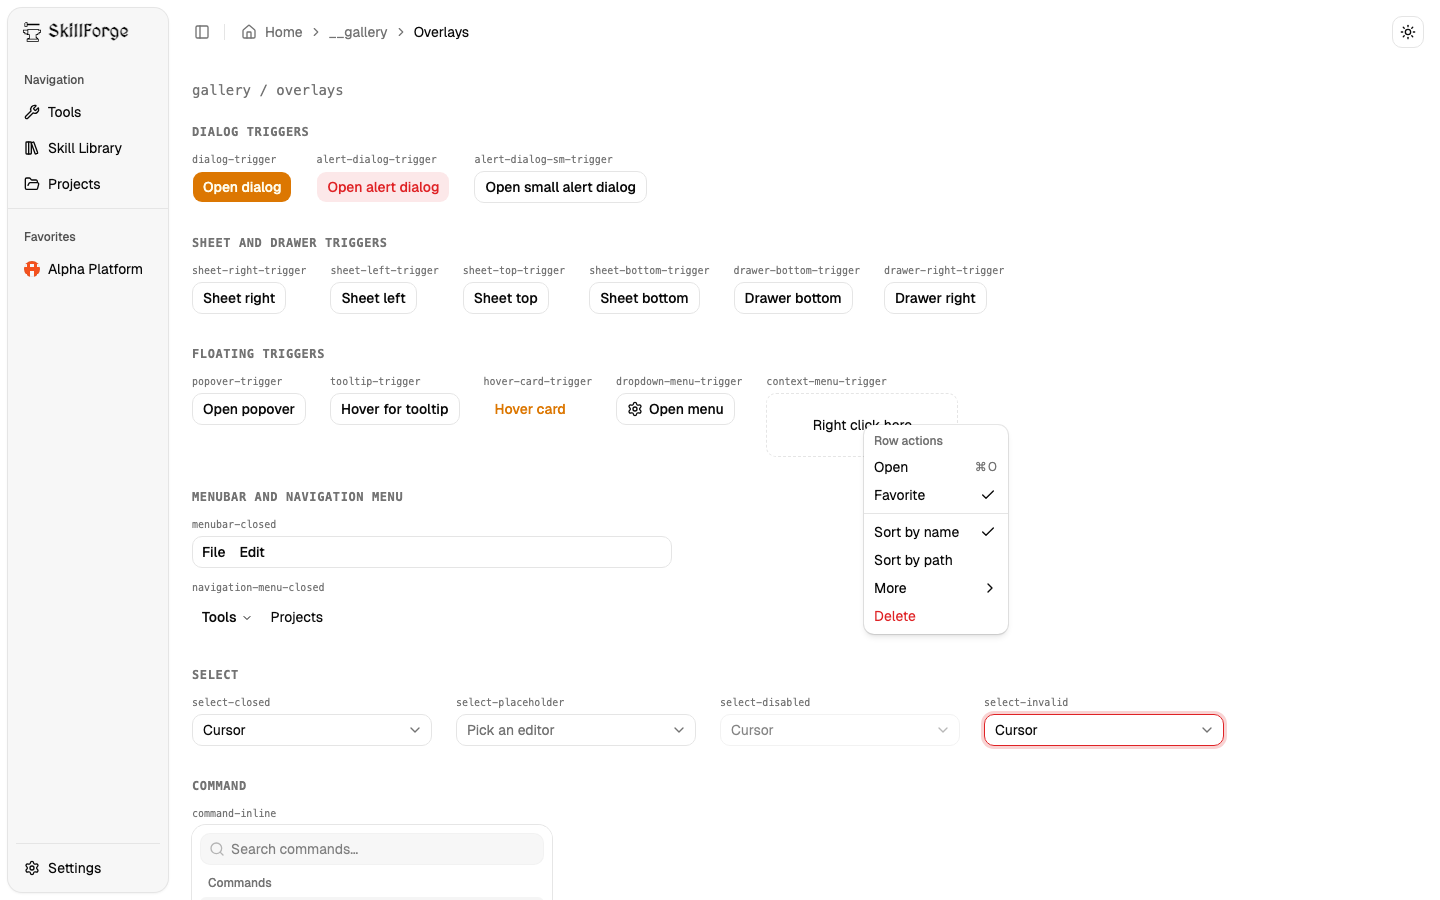 SkillForge
Navigation
Tools
Skill Library
Projects
Favorites
Alpha Platform
Settings
Home
__gallery
Overlays
gallery / overlays
DIALOG TRIGGERS
dialog-trigger
alert-dialog-trigger
alert-dialog-sm-trigger
Open dialog
Open alert dialog
Open small alert dialog
SHEET AND DRAWER TRIGGERS
sheet-right-trigger
sheet-left-trigger
sheet-top-trigger
sheet-bottom-trigger
drawer-bottom-trigger
drawer-right-trigger
Sheet right
Sheet left
Sheet top
Sheet bottom
Drawer bottom
Drawer right
FLOATING TRIGGERS
popover-trigger
tooltip-trigger
hover-card-trigger
dropdown-menu-trigger
context-menu-trigger
Open popover
Hover for tooltip
Hover card
Open menu
Right click here
Row actions
Open ⌘O
Favorite
Sort by name
Sort by path
More
Delete
MENUBAR AND NAVIGATION MENU
menubar-closed
File Edit
navigation-menu-closed
Tools Projects
SELECT
select-closed
select-placeholder
select-disabled
select-invalid
Cursor
Pick an editor
Cursor
Cursor
COMMAND
command-inline
Search commands...
Commands